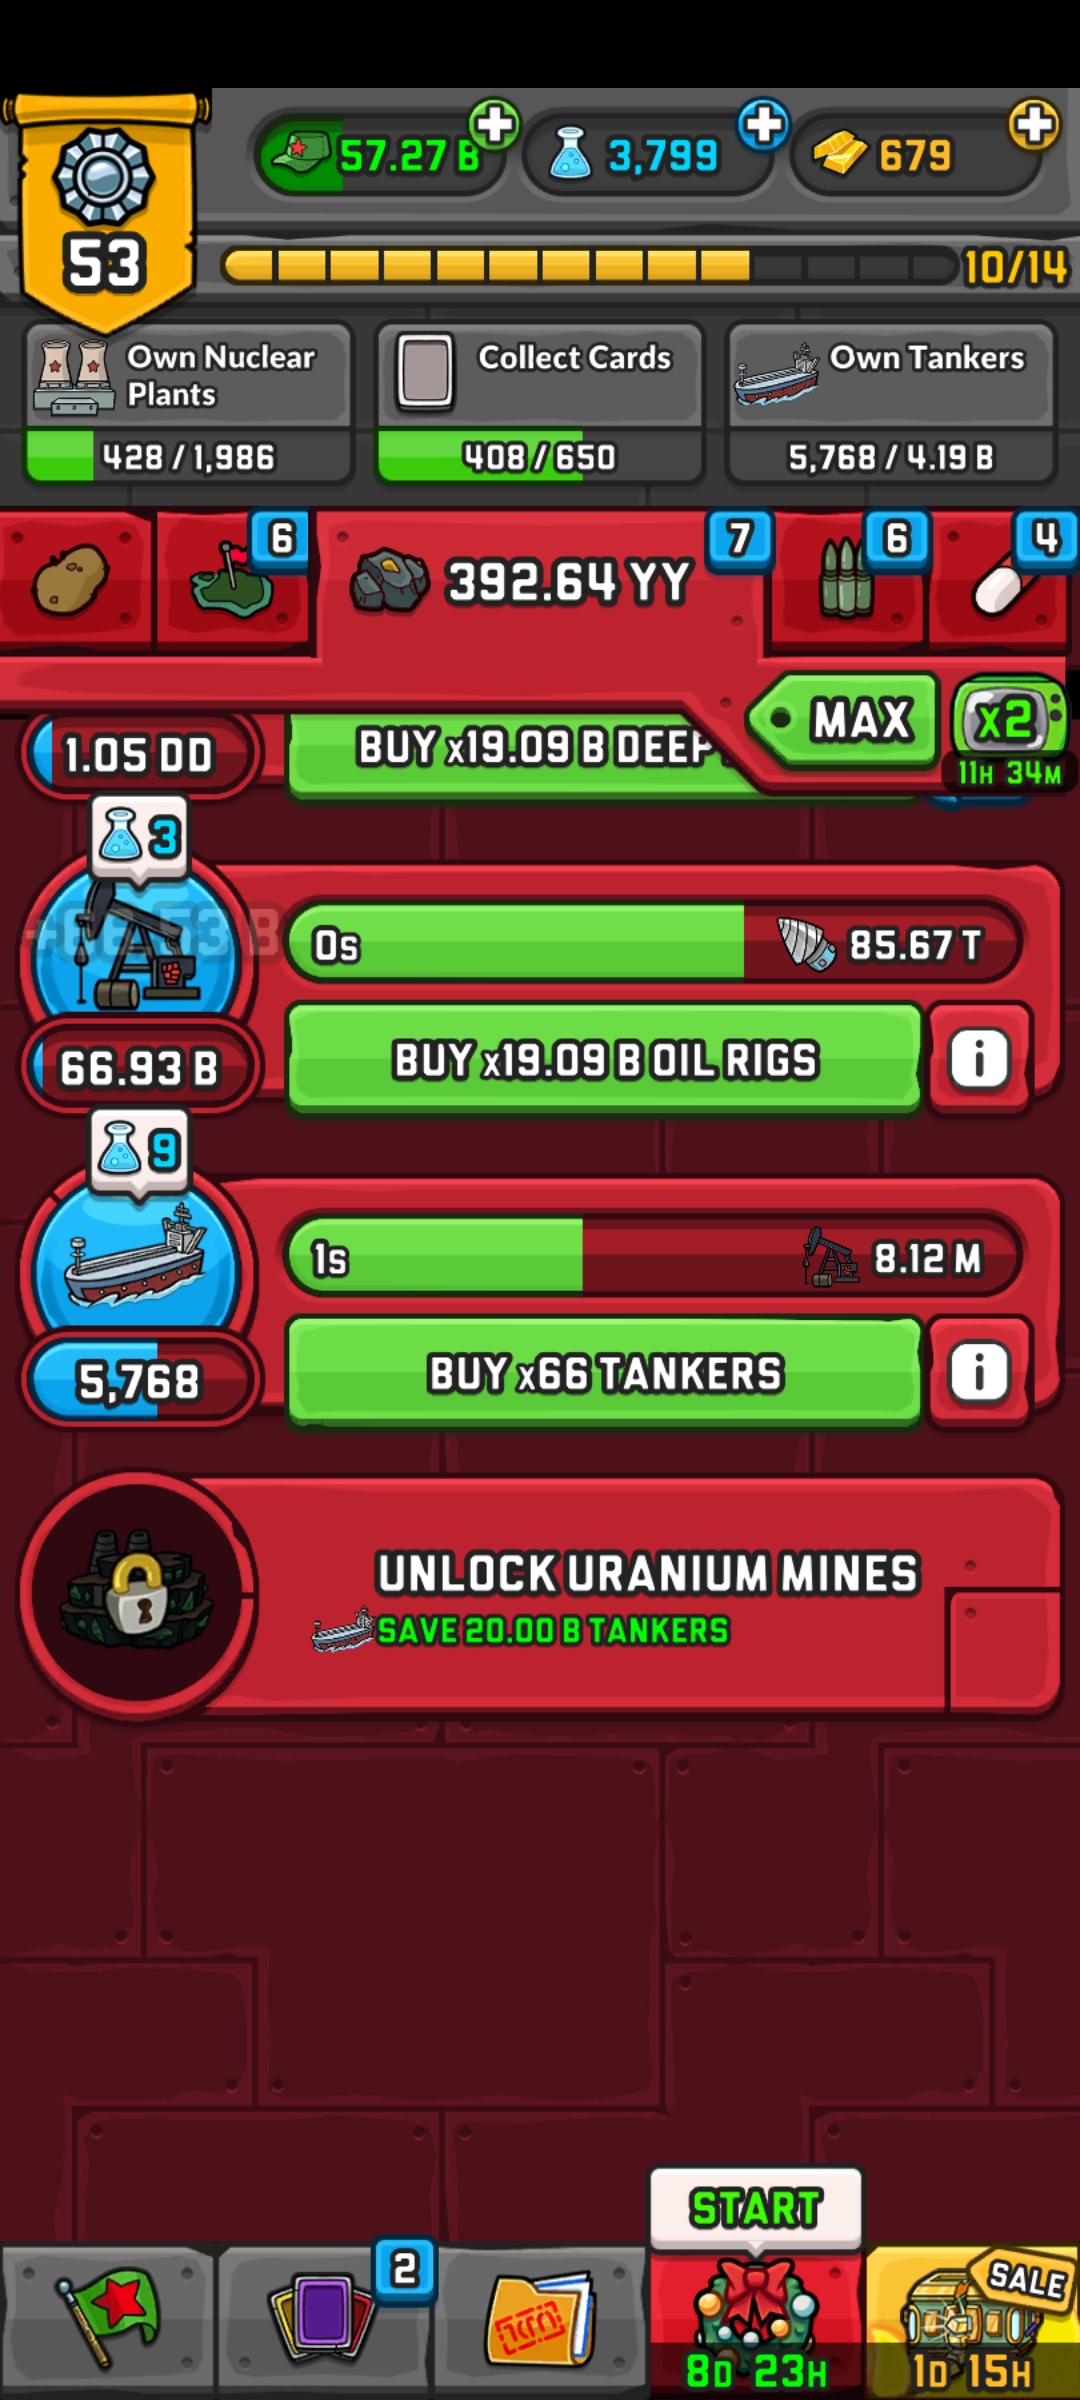 57.27 B
3,799
679
53
10/14
Own Nuclear
Plants
Collect Cards
Own Tankers
428 / 1,986
408 / 650
5,768 / 4.19 B
6
392.64 YY
7
6
4
MAX
x2
11H 34M
1.05 DD
BUY x19.09 B DEEP
3
0s
85.67 T
66.93 B
BUY x19.09 B OIL RIGS
i
9
1s
8.12 M
5,768
BUY x66 TANKERS
i
UNLOCK URANIUM MINES
SAVE 20.00 B TANKERS
START
2
SALE
8D 23H
1D 15H